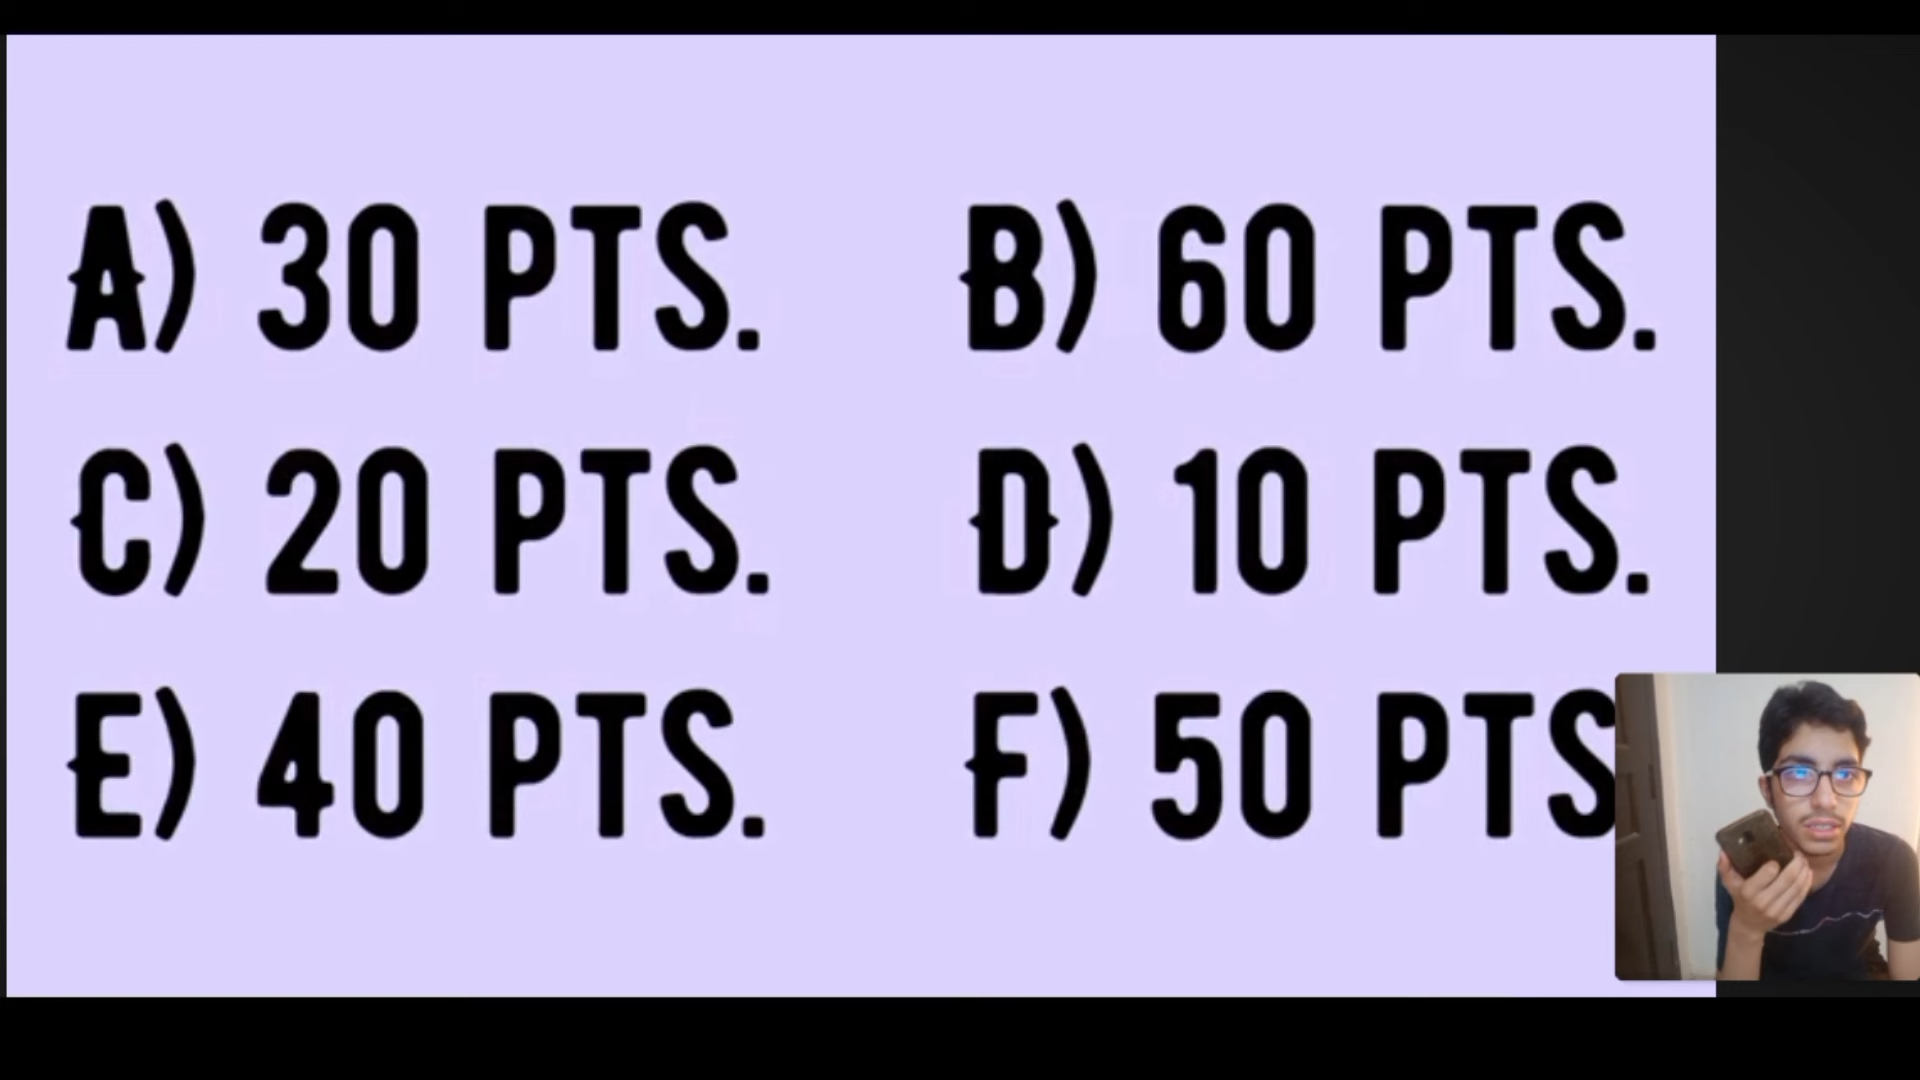 A) 30 PTS. B) 60 PTS.
C) 20 PTS. D) 10 PTS.
E) 40 PTS. F) 50 PTS